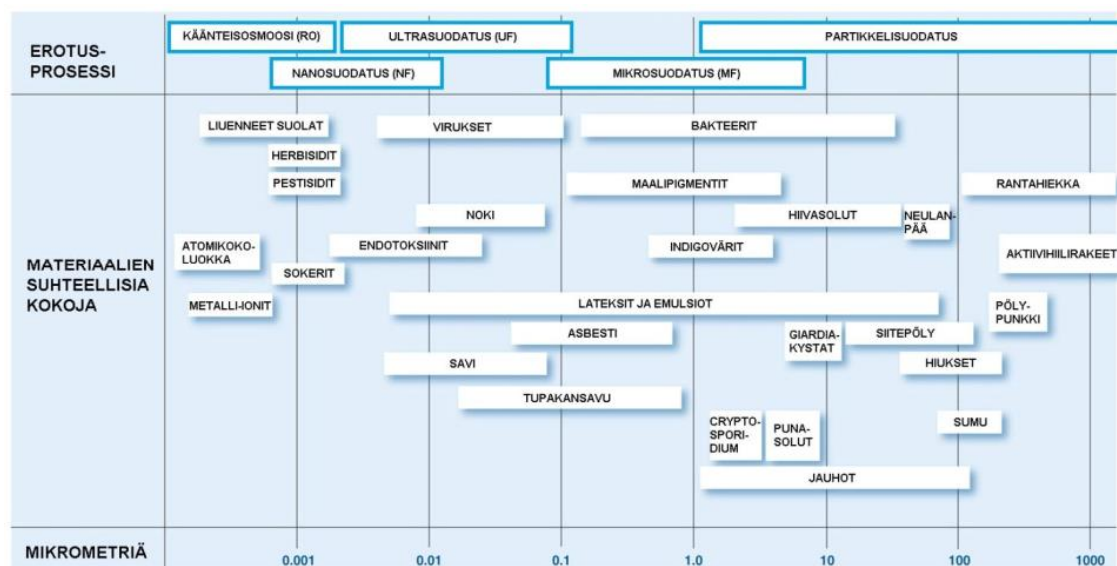 EROTUS-
PROSESSI
KÄÄNTEISOSMOOSI (RO)
ULTRASUODATUS (UF)
PARTIKKELISUODATUS
NANOSUODATUS (NF)
MIKROSUODATUS (MF)
MATERIAALIEN
SUHTEELLISIA
KOKOJA
LIUENNEET SUOLAT
VIRUKSET
BAKTEERIT
HERBISIDIT
PESTISIDIT
MAALIPIGMENTIT
RANTAHIEKKA
NOKI
HIIVASOLUT
NEULAN-
PÄÄ
ATOMIKOKO-
LUOKKA
ENDOTOKSIINIT
INDIGOVÄRIT
AKTIIVIHIILIRAKEET
SOKERIT
METALLI-IONIT
LATEKSIT JA EMULSIOT
PÖLY-
PUNKKI
ASBESTI
GIARDIA-
KYSTAT
SIITEPÖLY
SAVI
HIUKSET
TUPAKANSAVU
CRYPTO-
SPORI-
DIUM
PUNA-
SOLUT
SUMU
JAUHOT
MIKROMETRIÄ
0.001
0.01
0.1
1.0
10
100
1000